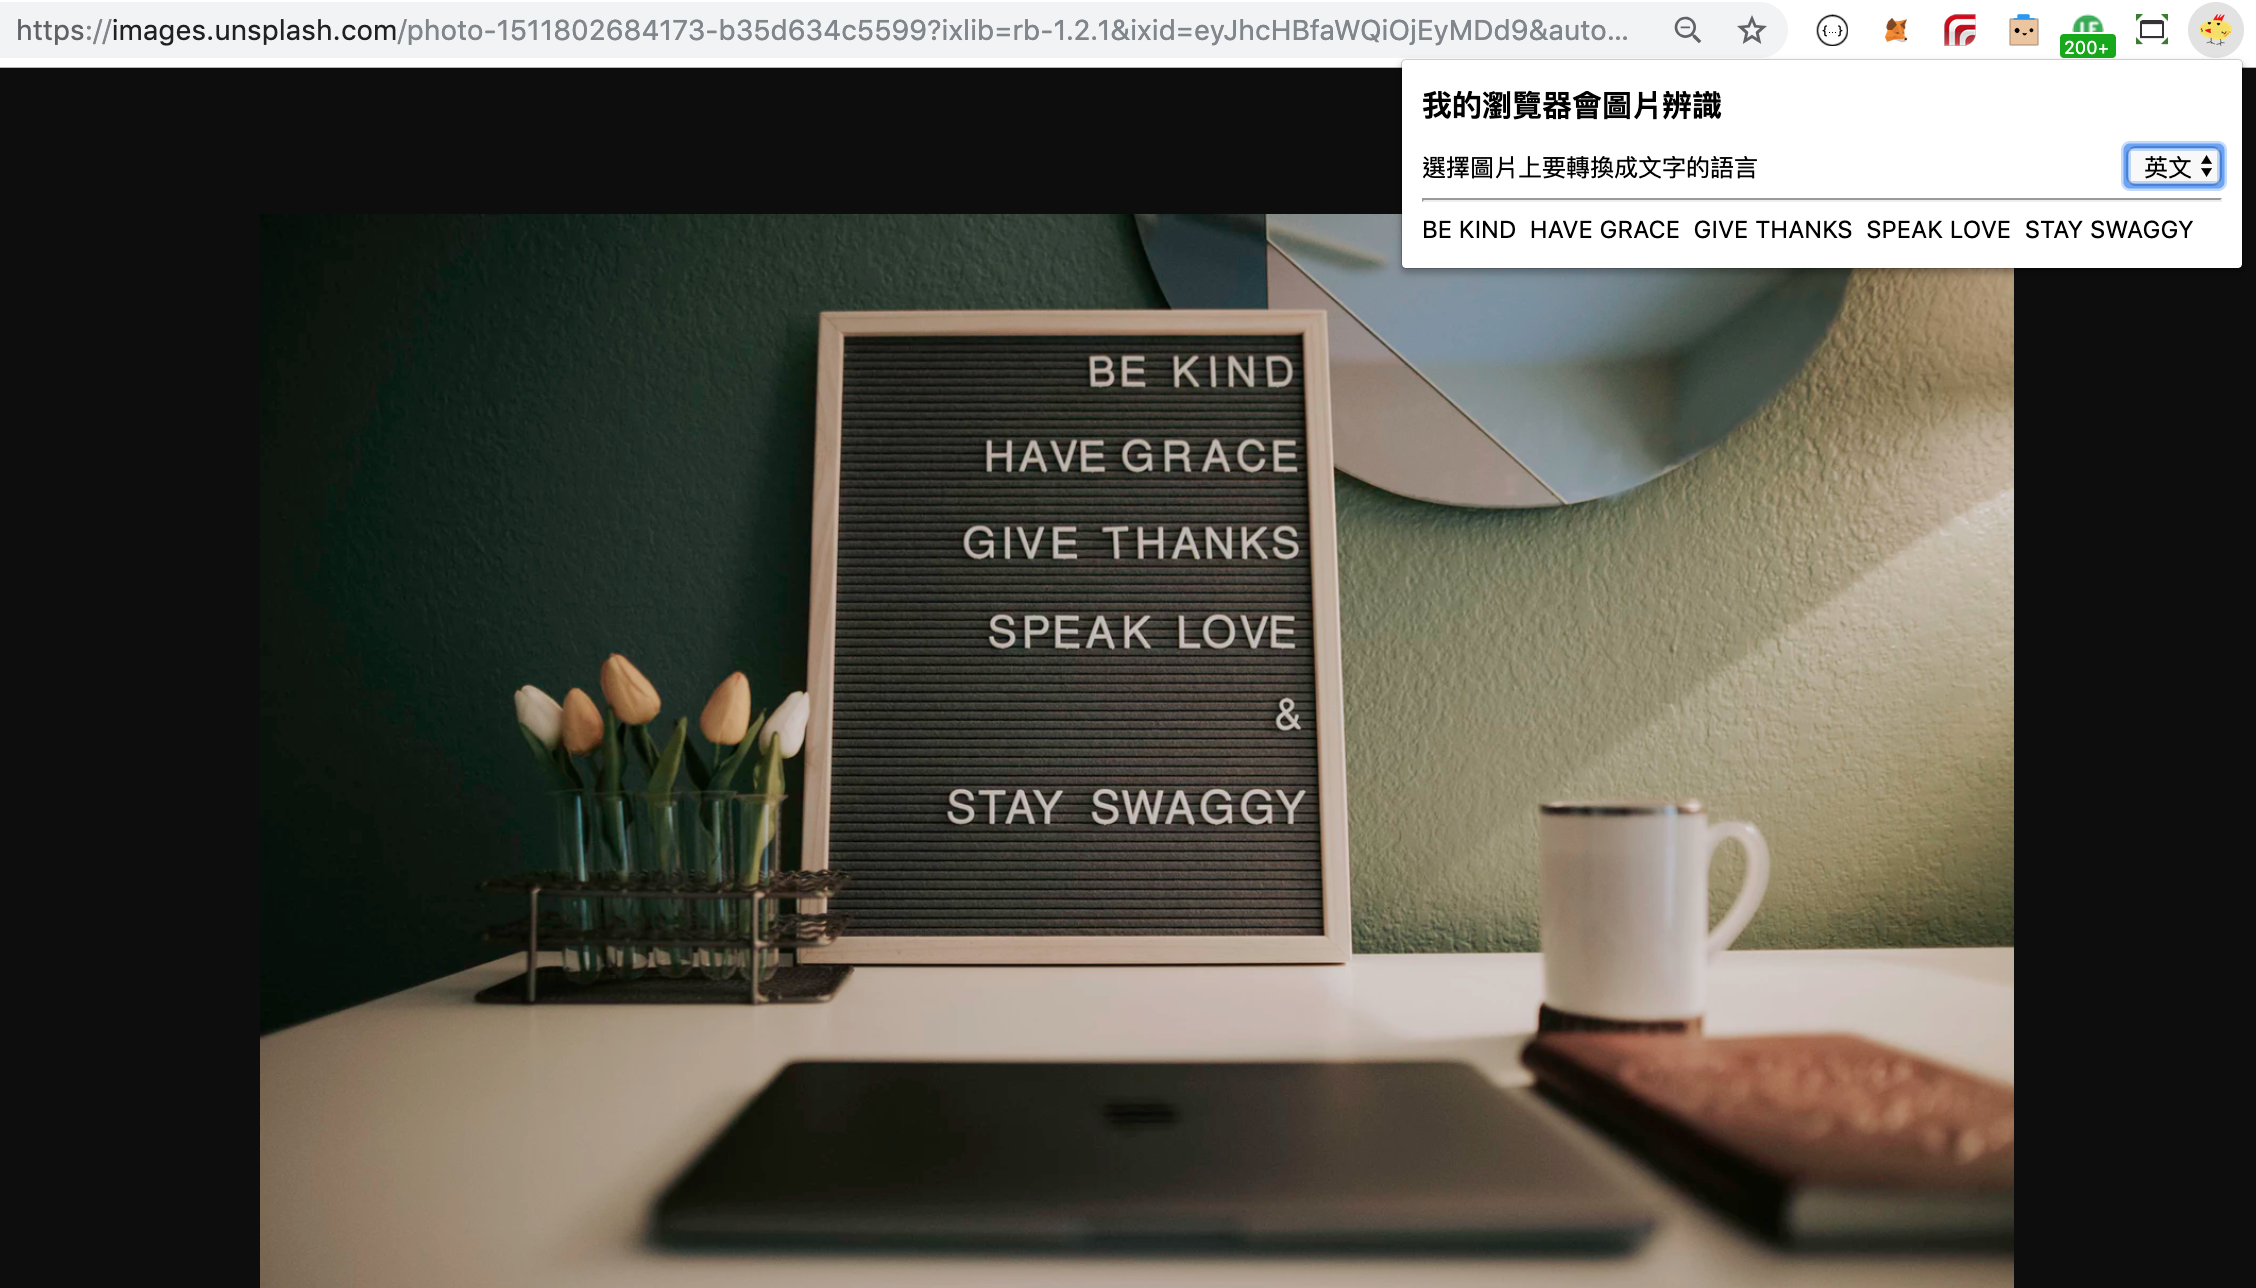 https://images.unsplash.com/photo-1511802684173-b35d634c5599?ixlib=rb-1.2.1&ixid=eyJhcHBfaWQiOjEyMDd9&auto...
{...}
200+
我的瀏覽器會圖片辨識
選擇圖片上要轉換成文字的語言 英文
BE KIND HAVE GRACE GIVE THANKS SPEAK LOVE STAY SWAGGY
BE KIND
HAVE GRACE
GIVE THANKS
SPEAK LOVE
&
STAY SWAGGY